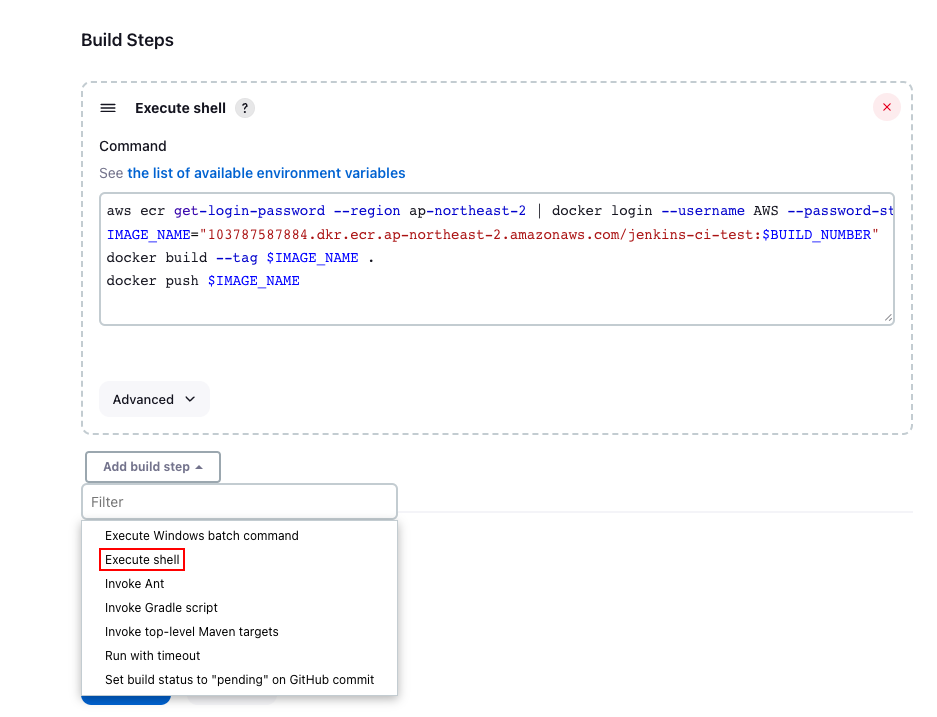 Build Steps
Execute shell ?
Command
See the list of available environment variables
aws ecr get-login-password --region ap-northeast-2 | docker login --username AWS --password-st
IMAGE_NAME="103787587884.dkr.ecr.ap-northeast-2.amazonaws.com/jenkins-ci-test:$BUILD_NUMBER"
docker build --tag $IMAGE_NAME .
docker push $IMAGE_NAME
Advanced
Add build step
Filter
Execute Windows batch command
Execute shell
Invoke Ant
Invoke Gradle script
Invoke top-level Maven targets
Run with timeout
Set build status to "pending" on GitHub commit